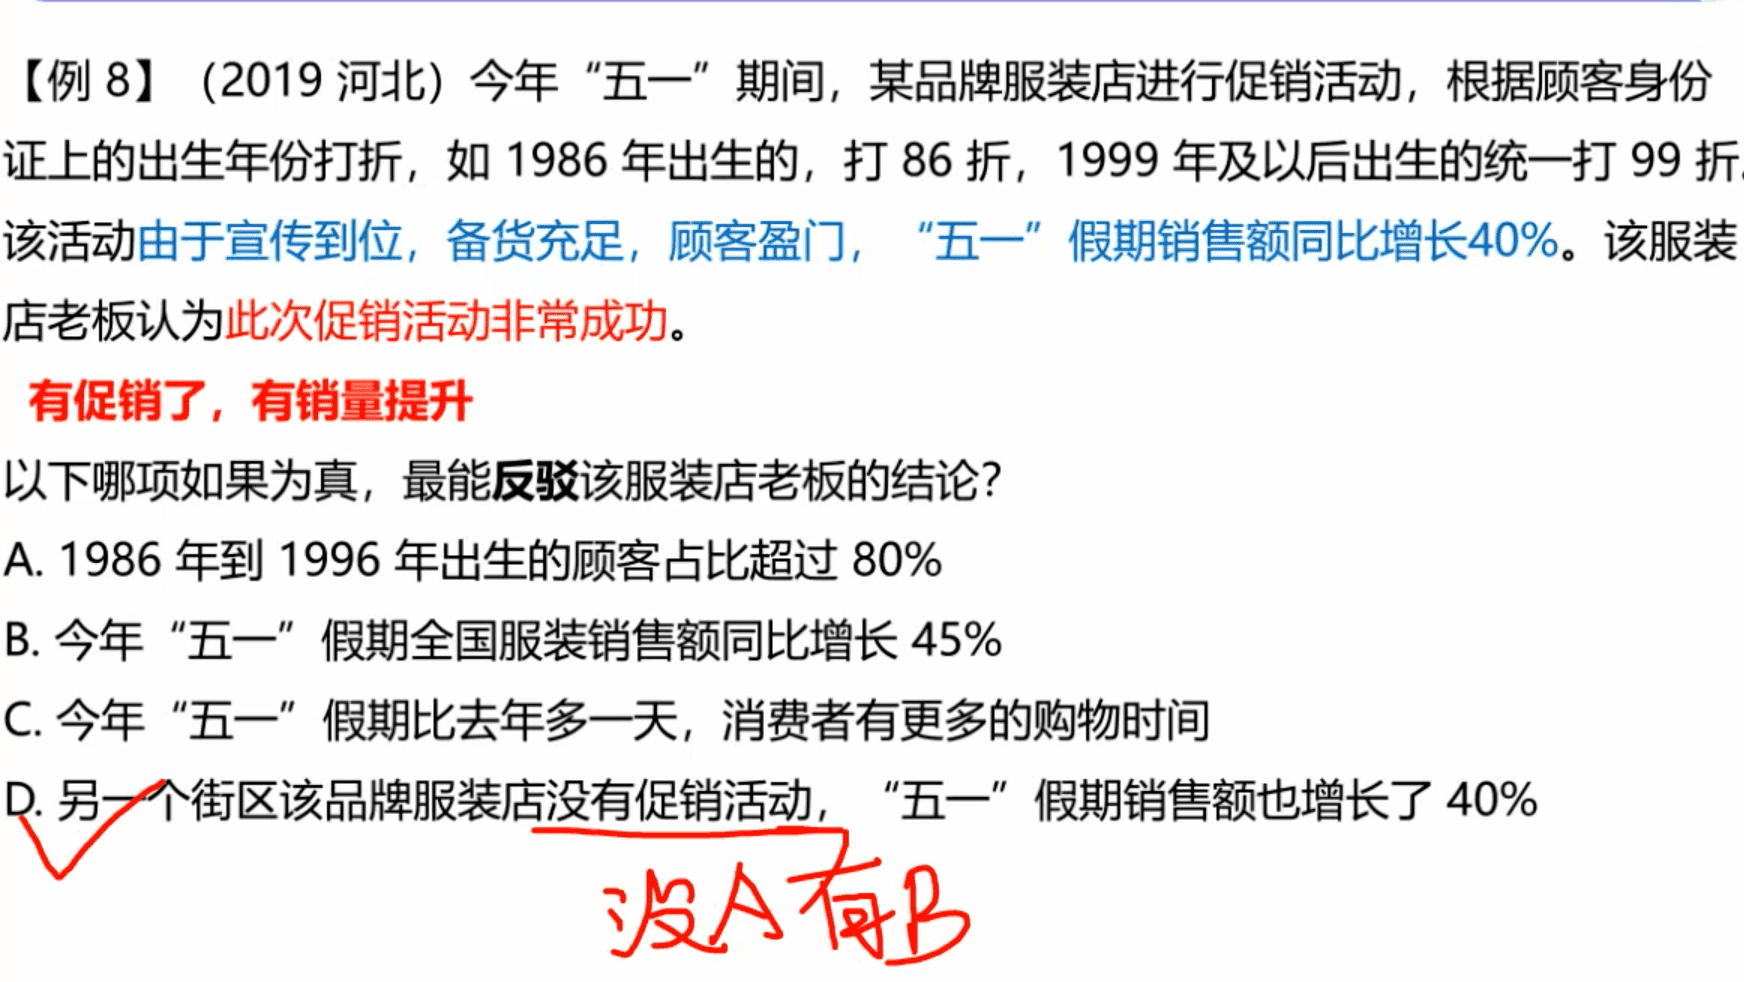 【例 8】（2019 河北）今年“五一”期间，某品牌服装店进行促销活动，根据顾客身份
证上的出生年份打折，如 1986 年出生的，打 86 折，1999 年及以后出生的统一打 99 折。
该活动由于宣传到位，备货充足，顾客盈门，“五一”假期销售额同比增长40%。该服装
店老板认为此次促销活动非常成功。
有促销了，有销量提升
以下哪项如果为真，最能反驳该服装店老板的结论？
A. 1986 年到 1996 年出生的顾客占比超过 80%
B. 今年“五一”假期全国服装销售额同比增长 45%
C. 今年“五一”假期比去年多一天，消费者有更多的购物时间
D. 另一个街区该品牌服装店没有促销活动，“五一”假期销售额也增长了 40%
没A有B